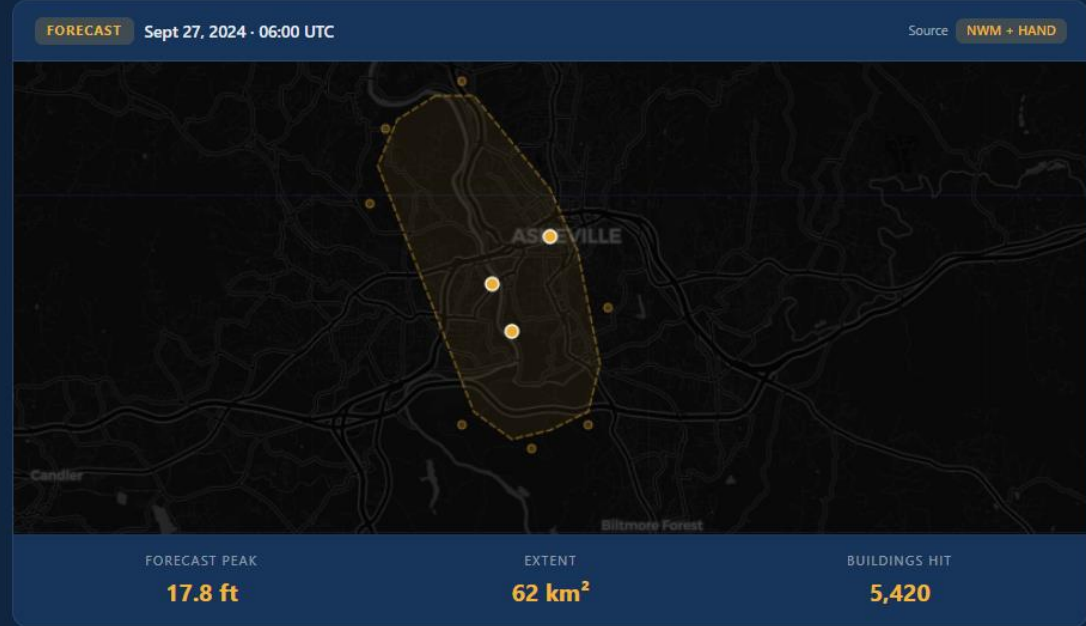 FORECAST Sept 27, 2024 · 06:00 UTC Source NWM + HAND
ASHEVILLE
Candler
Biltmore Forest
FORECAST PEAK EXTENT BUILDINGS HIT
17.8 ft 62 km² 5,420